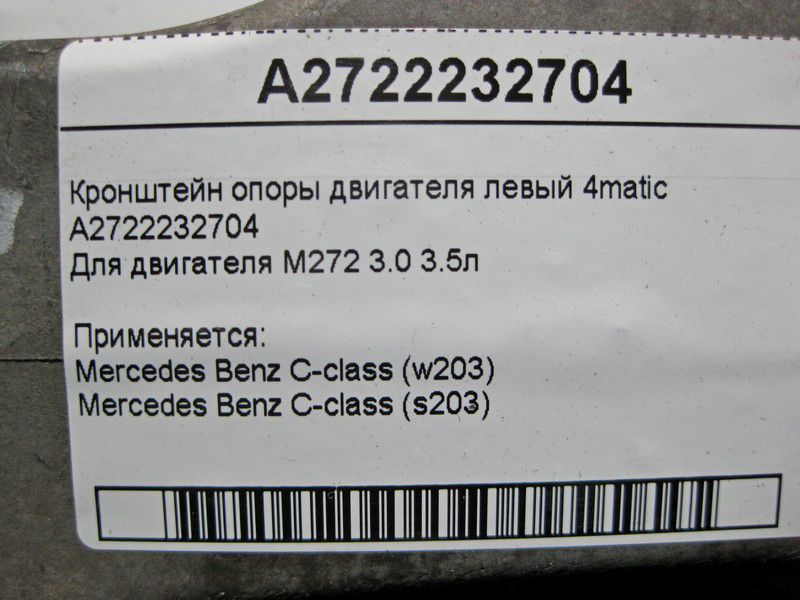 A2722232704
Кронштейн опоры двигателя левый 4matic
A2722232704
Для двигателя М272 3.0 3.5л
Применяется:
Mercedes Benz C-class (w203)
Mercedes Benz C-class (s203)